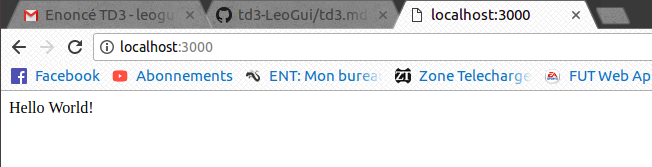 Enoncé TD3 - leogu
td3-LeoGui/td3.md
localhost:3000
localhost:3000
Facebook
Abonnements
ENT: Mon burea
Zone Telecharge
FUT Web Ap
Hello World!